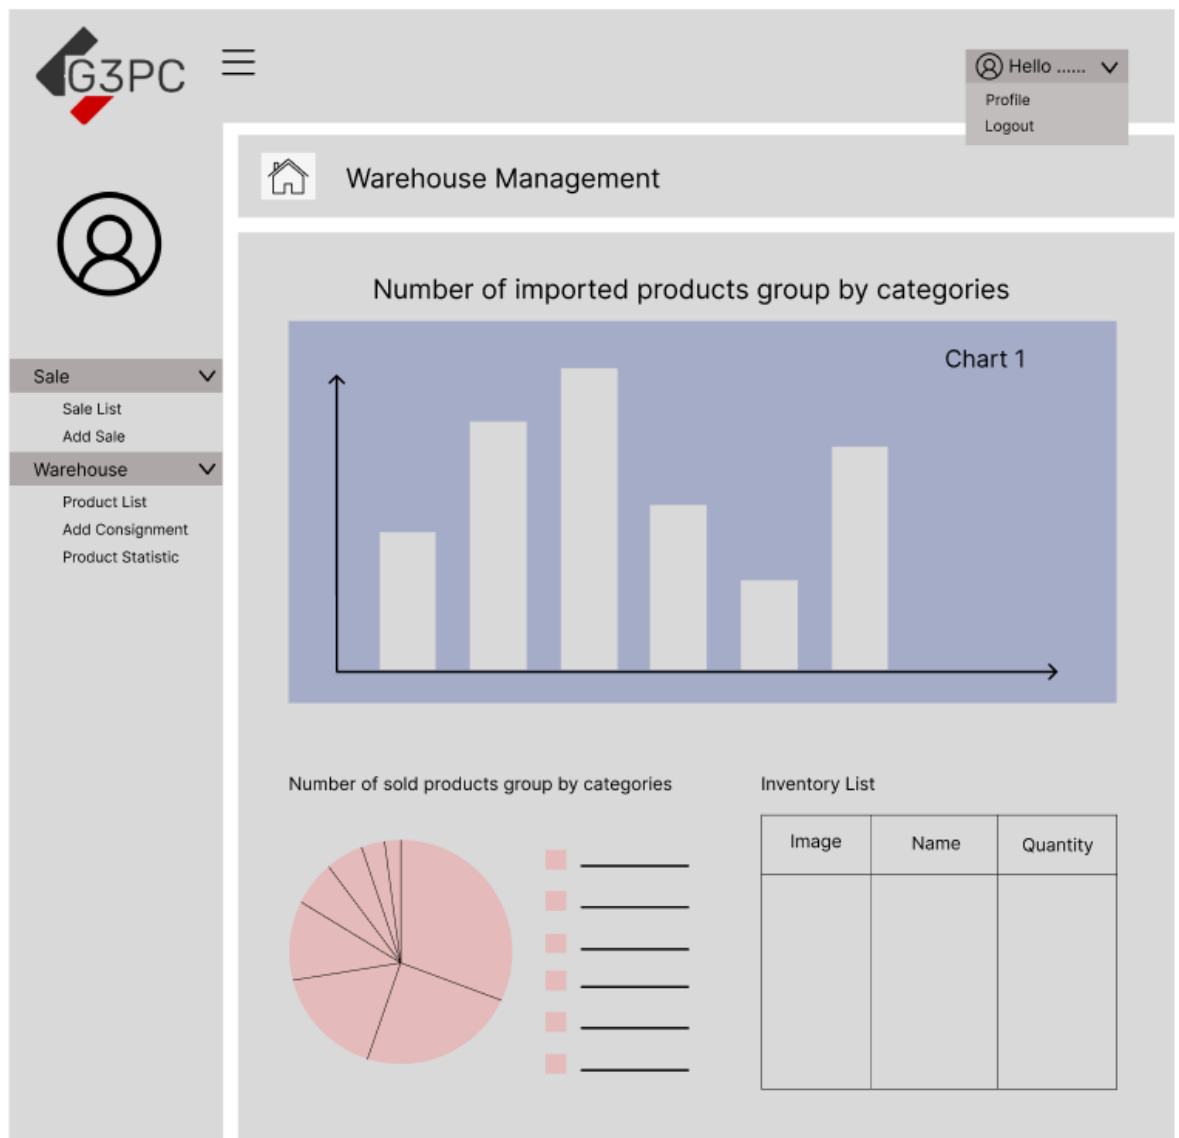 G3PC
Hello ......
Profile
Logout
Warehouse Management
Sale
Sale List
Add Sale
Warehouse
Product List
Add Consignment
Product Statistic
Number of imported products group by categories
Chart 1
Number of sold products group by categories
Inventory List
Image Name Quantity